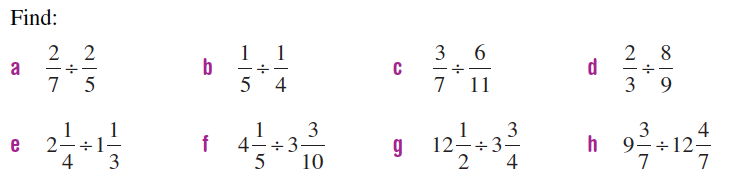 Find:
a 2/7 ÷ 2/5 b 1/5 ÷ 1/4 c 3/7 ÷ 6/11 d 2/3 ÷ 8/9
e 2 1/4 ÷ 1 1/3 f 4 1/5 ÷ 3 3/10 g 12 1/2 ÷ 3 3/4 h 9 3/7 ÷ 12 4/7